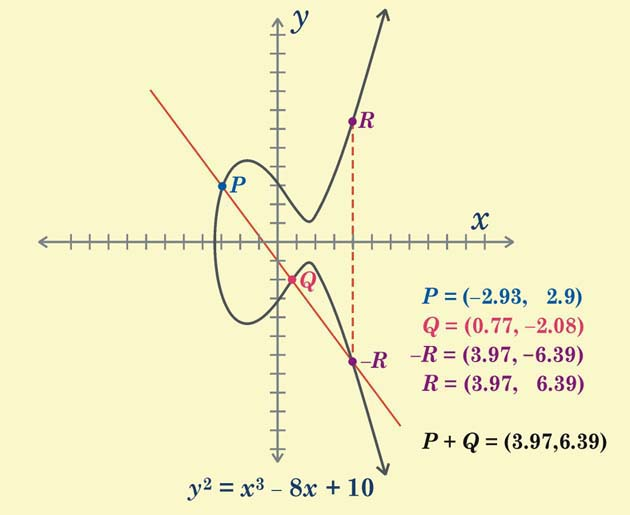 y
R
P
x
Q
–R
P = (–2.93, 2.9)
Q = (0.77, –2.08)
–R = (3.97, –6.39)
R = (3.97, 6.39)
P + Q = (3.97,6.39)
y² = x³ – 8x + 10